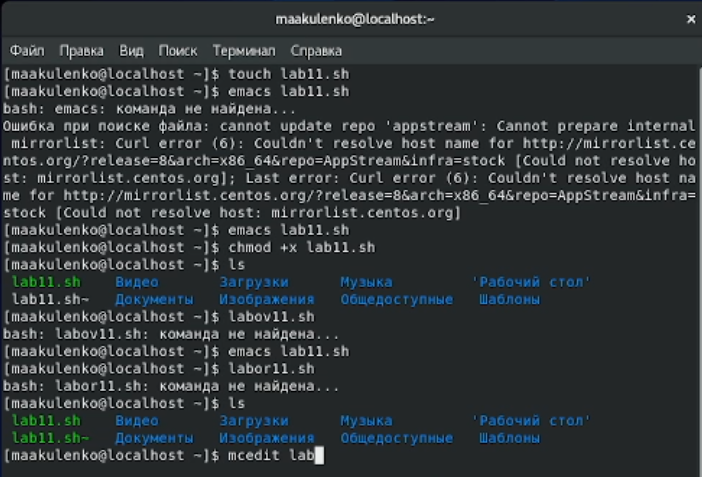 maakulenko@localhost:~
Файл Правка Вид Поиск Терминал Справка
[maakulenko@localhost ~]$ touch lab11.sh
[maakulenko@localhost ~]$ emacs lab11.sh
bash: emacs: команда не найдена...
Ошибка при поиске файла: cannot update repo 'appstream': Cannot prepare internal
 mirrorlist: Curl error (6): Couldn't resolve host name for http://mirrorlist.ce
ntos.org/?release=8&arch=x86_64&repo=AppStream&infra=stock [Could not resolve ho
st: mirrorlist.centos.org]; Last error: Curl error (6): Couldn't resolve host na
me for http://mirrorlist.centos.org/?release=8&arch=x86_64&repo=AppStream&infra=
stock [Could not resolve host: mirrorlist.centos.org]
[maakulenko@localhost ~]$ emacs lab11.sh
[maakulenko@localhost ~]$ chmod +x lab11.sh
[maakulenko@localhost ~]$ ls
lab11.sh Видео Загрузки Музыка 'Рабочий стол'
lab11.sh~ Документы Изображения Общедоступные Шаблоны
[maakulenko@localhost ~]$ labov11.sh
bash: labov11.sh: команда не найдена...
[maakulenko@localhost ~]$ emacs lab11.sh
[maakulenko@localhost ~]$ labor11.sh
bash: labor11.sh: команда не найдена...
[maakulenko@localhost ~]$ ls
lab11.sh Видео Загрузки Музыка 'Рабочий стол'
lab11.sh~ Документы Изображения Общедоступные Шаблоны
[maakulenko@localhost ~]$ mcedit lab